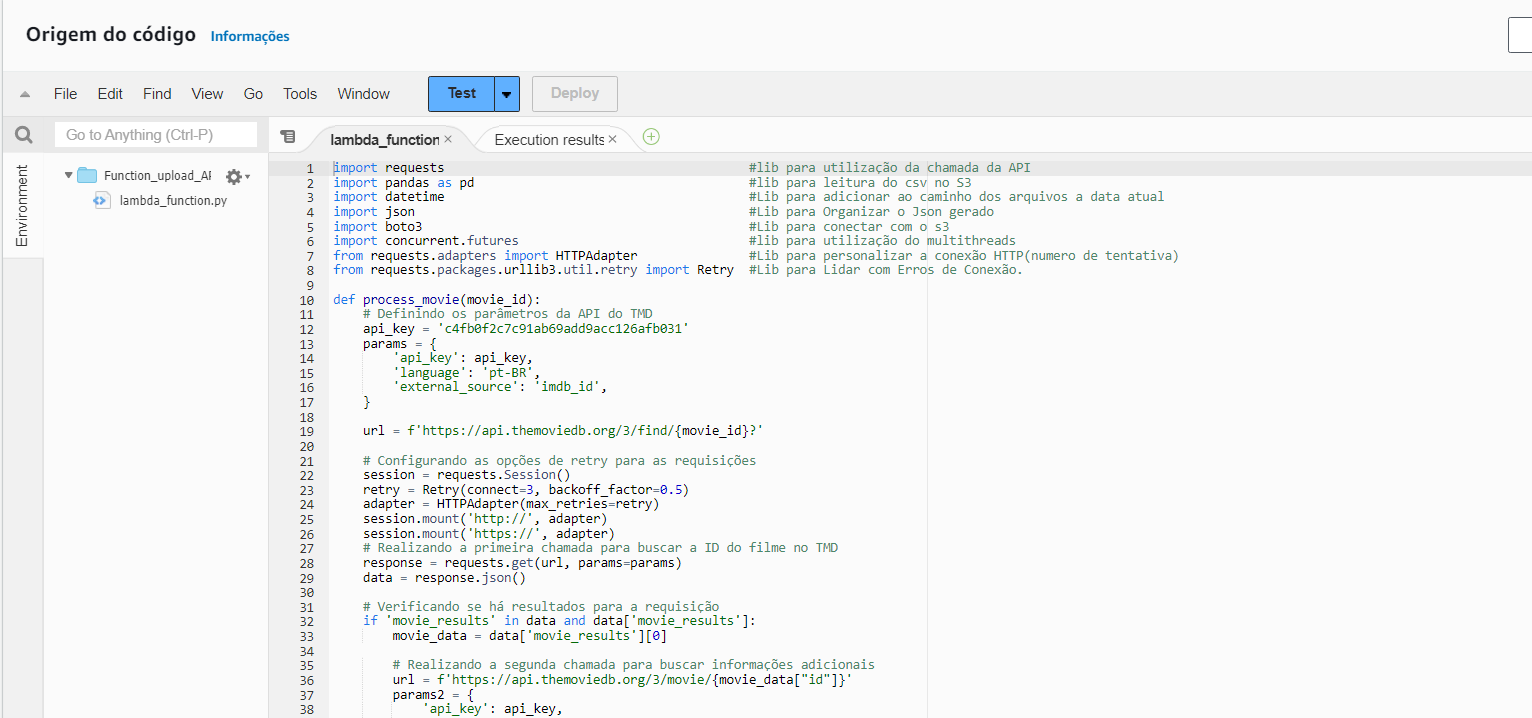 Origem do código Informações
File Edit Find View Go Tools Window Test Deploy
Go to Anything (Ctrl-P) lambda_function × Execution results ×
Environment
Function_upload_AP
lambda_function.py
1 import requests #lib para utilização da chamada da API
2 import pandas as pd #lib para leitura do csv no S3
3 import datetime #Lib para adicionar ao caminho dos arquivos a data atual
4 import json #Lib para Organizar o Json gerado
5 import boto3 #Lib para conectar com o s3
6 import concurrent.futures #lib para utilização do multithreads
7 from requests.adapters import HTTPAdapter #Lib para personalizar a conexão HTTP(numero de tentativa)
8 from requests.packages.urllib3.util.retry import Retry #Lib para Lidar com Erros de Conexão.
9
10 def process_movie(movie_id):
11 # Definindo os parâmetros da API do TMD
12 api_key = 'c4fb0f2c7c91ab69add9acc126afb031'
13 params = {
14 'api_key': api_key,
15 'language': 'pt-BR',
16 'external_source': 'imdb_id',
17 }
18
19 url = f'https://api.themoviedb.org/3/find/{movie_id}?'
20
21 # Configurando as opções de retry para as requisições
22 session = requests.Session()
23 retry = Retry(connect=3, backoff_factor=0.5)
24 adapter = HTTPAdapter(max_retries=retry)
25 session.mount('http://', adapter)
26 session.mount('https://', adapter)
27 # Realizando a primeira chamada para buscar a ID do filme no TMD
28 response = requests.get(url, params=params)
29 data = response.json()
30
31 # Verificando se há resultados para a requisição
32 if 'movie_results' in data and data['movie_results']:
33 movie_data = data['movie_results'][0]
34
35 # Realizando a segunda chamada para buscar informações adicionais
36 url = f'https://api.themoviedb.org/3/movie/{movie_data["id"]}'
37 params2 = {
38 'api_key': api_key,